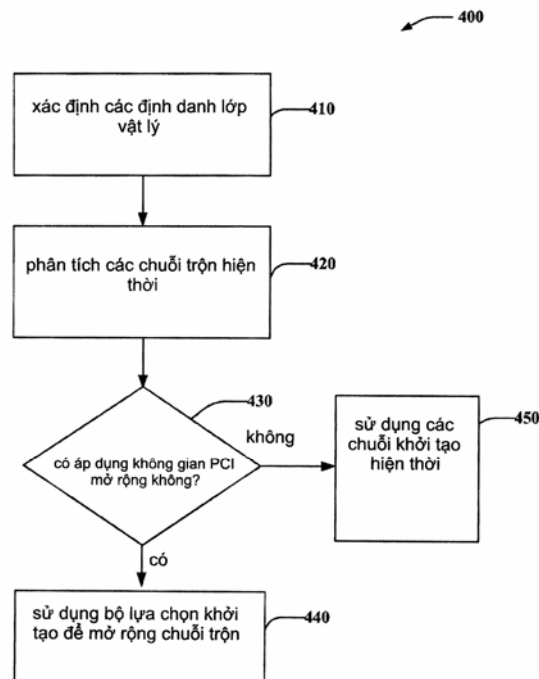 400
xác định các định danh lớp
vật lý
410
phân tích các chuỗi trộn hiện
thời
420
430
có áp dụng không gian PCI
mở rộng không?
không
sử dụng các
chuỗi khởi tạo
hiện thời
450
có
sử dụng bộ lựa chọn khởi
tạo để mở rộng chuỗi trộn
440